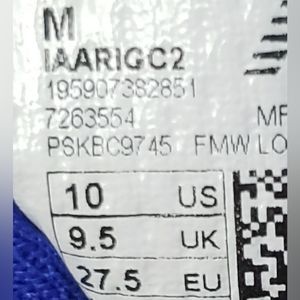 M
IAARIGC2
195907382851
7263554 MF
PSKBC9745 FMW LO
10 US
9.5 UK
27.5 EU